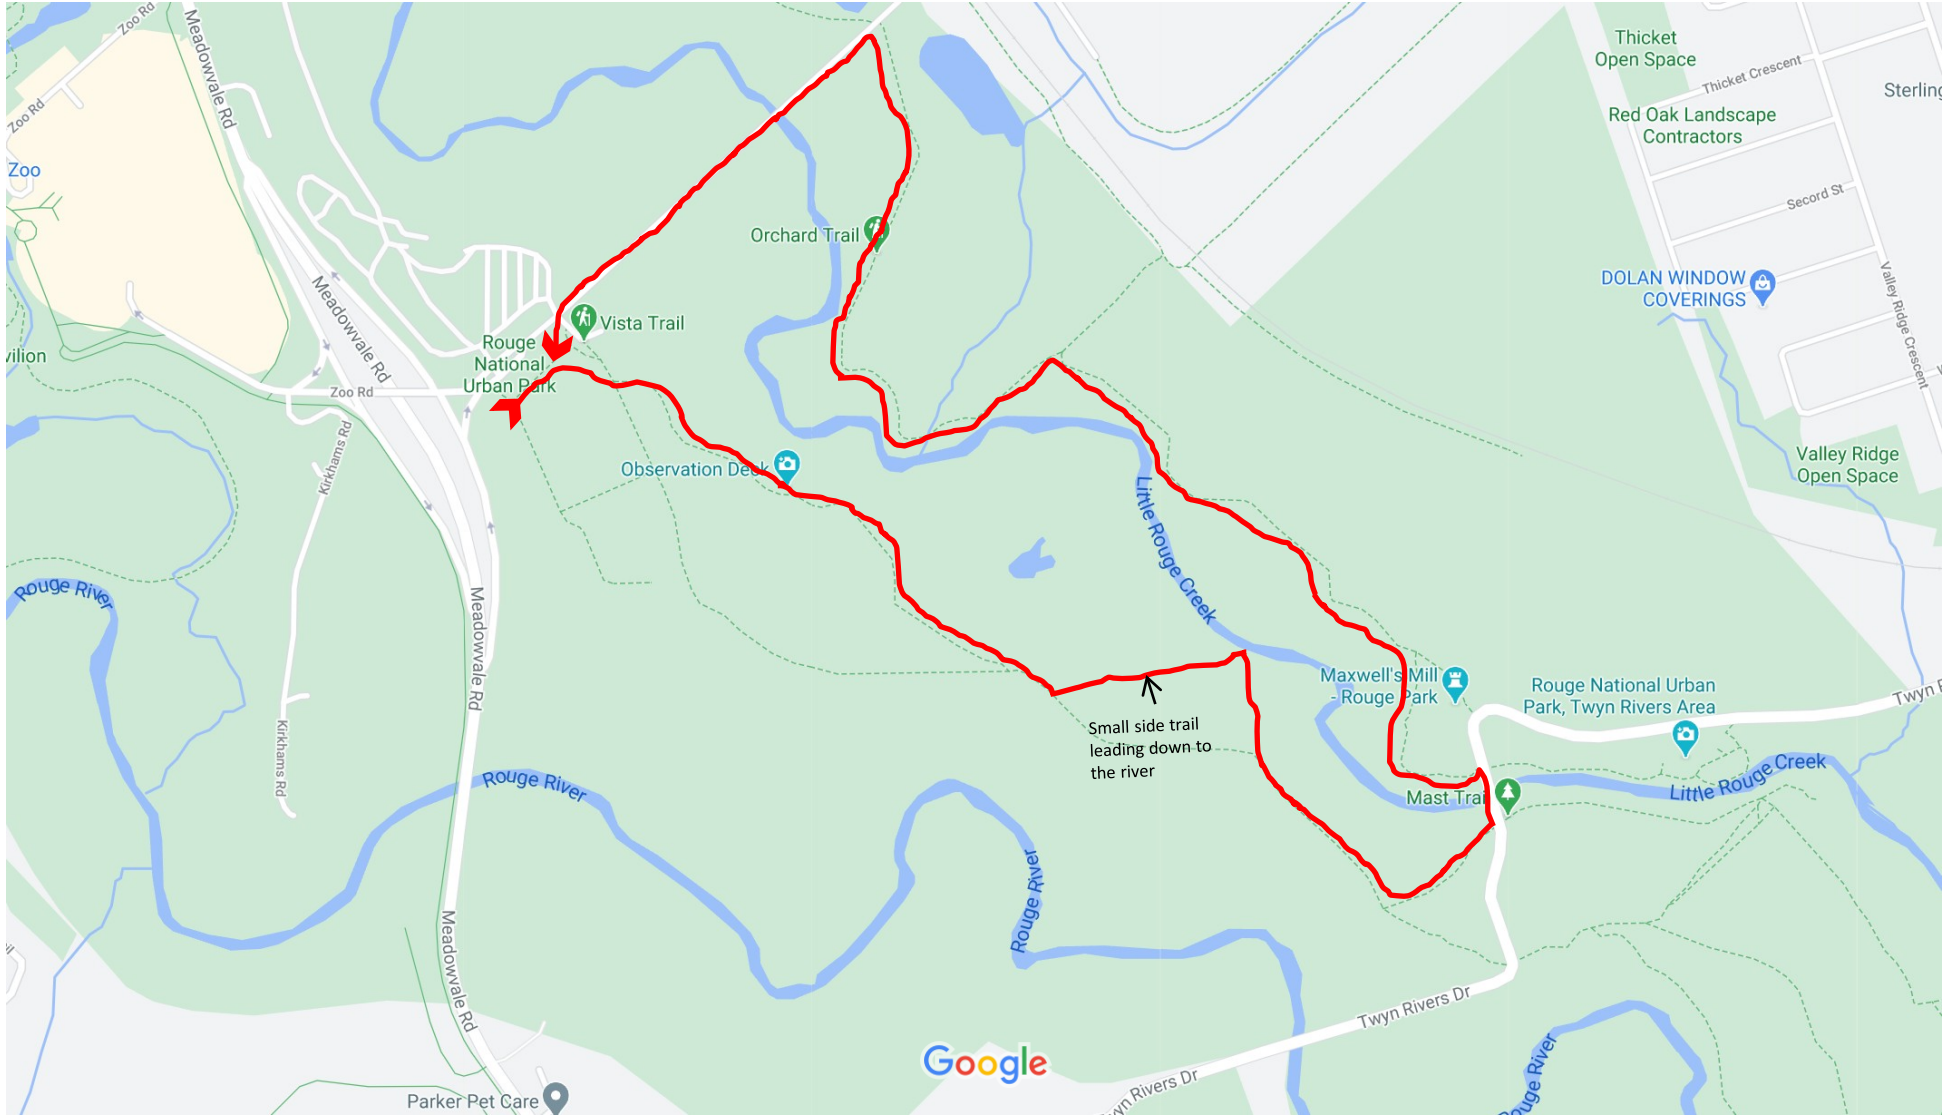 Zoo Rd
Meadowvale Rd
Zoo Rd
Zoo
Thicket
Open Space
Thicket Crescent
Sterling
Red Oak Landscape
Contractors
Secord St
Orchard Trail
Meadowvale Rd
DOLAN WINDOW
COVERINGS
Valley Ridge Crescent
Vista Trail
Rouge
National
Urban Park
vilion
Zoo Rd
Kirkhams Rd
Observation Deck
Valley Ridge
Open Space
Little Rouge Creek
Rouge River
Meadowvale Rd
Maxwell's Mill
- Rouge Park
Rouge National Urban
Park, Twyn Rivers Area
Twyn R
Small side trail
leading down to
the river
Kirkhams Rd
Rouge River
Mast Trail
Little Rouge Creek
Rouge River
Meadowvale Rd
Twyn Rivers Dr
Google
wyn Rivers Dr
Rouge River
Parker Pet Care